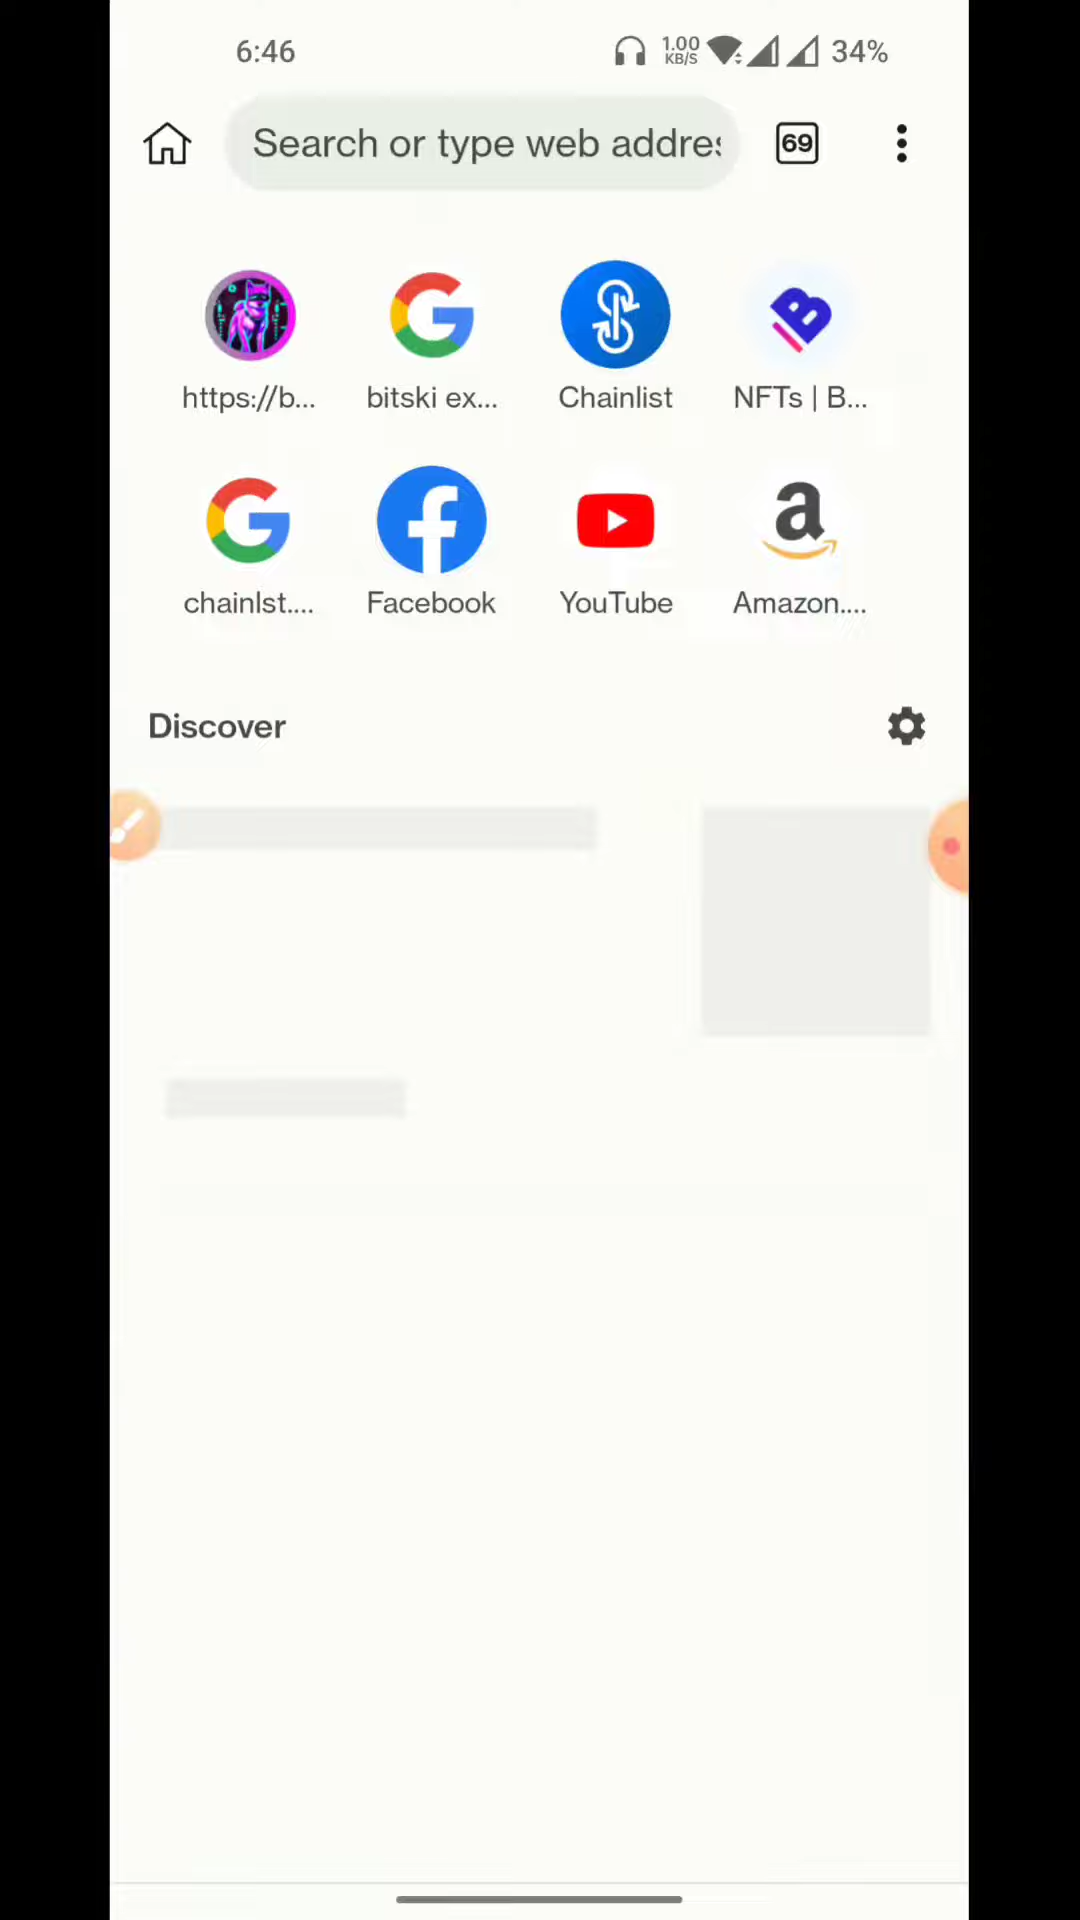 6:46 1.00 KB/S 34%
Search or type web addres 69
https://b... bitski ex... Chainlist NFTs | B...
chainlst.... Facebook YouTube Amazon....
Discover